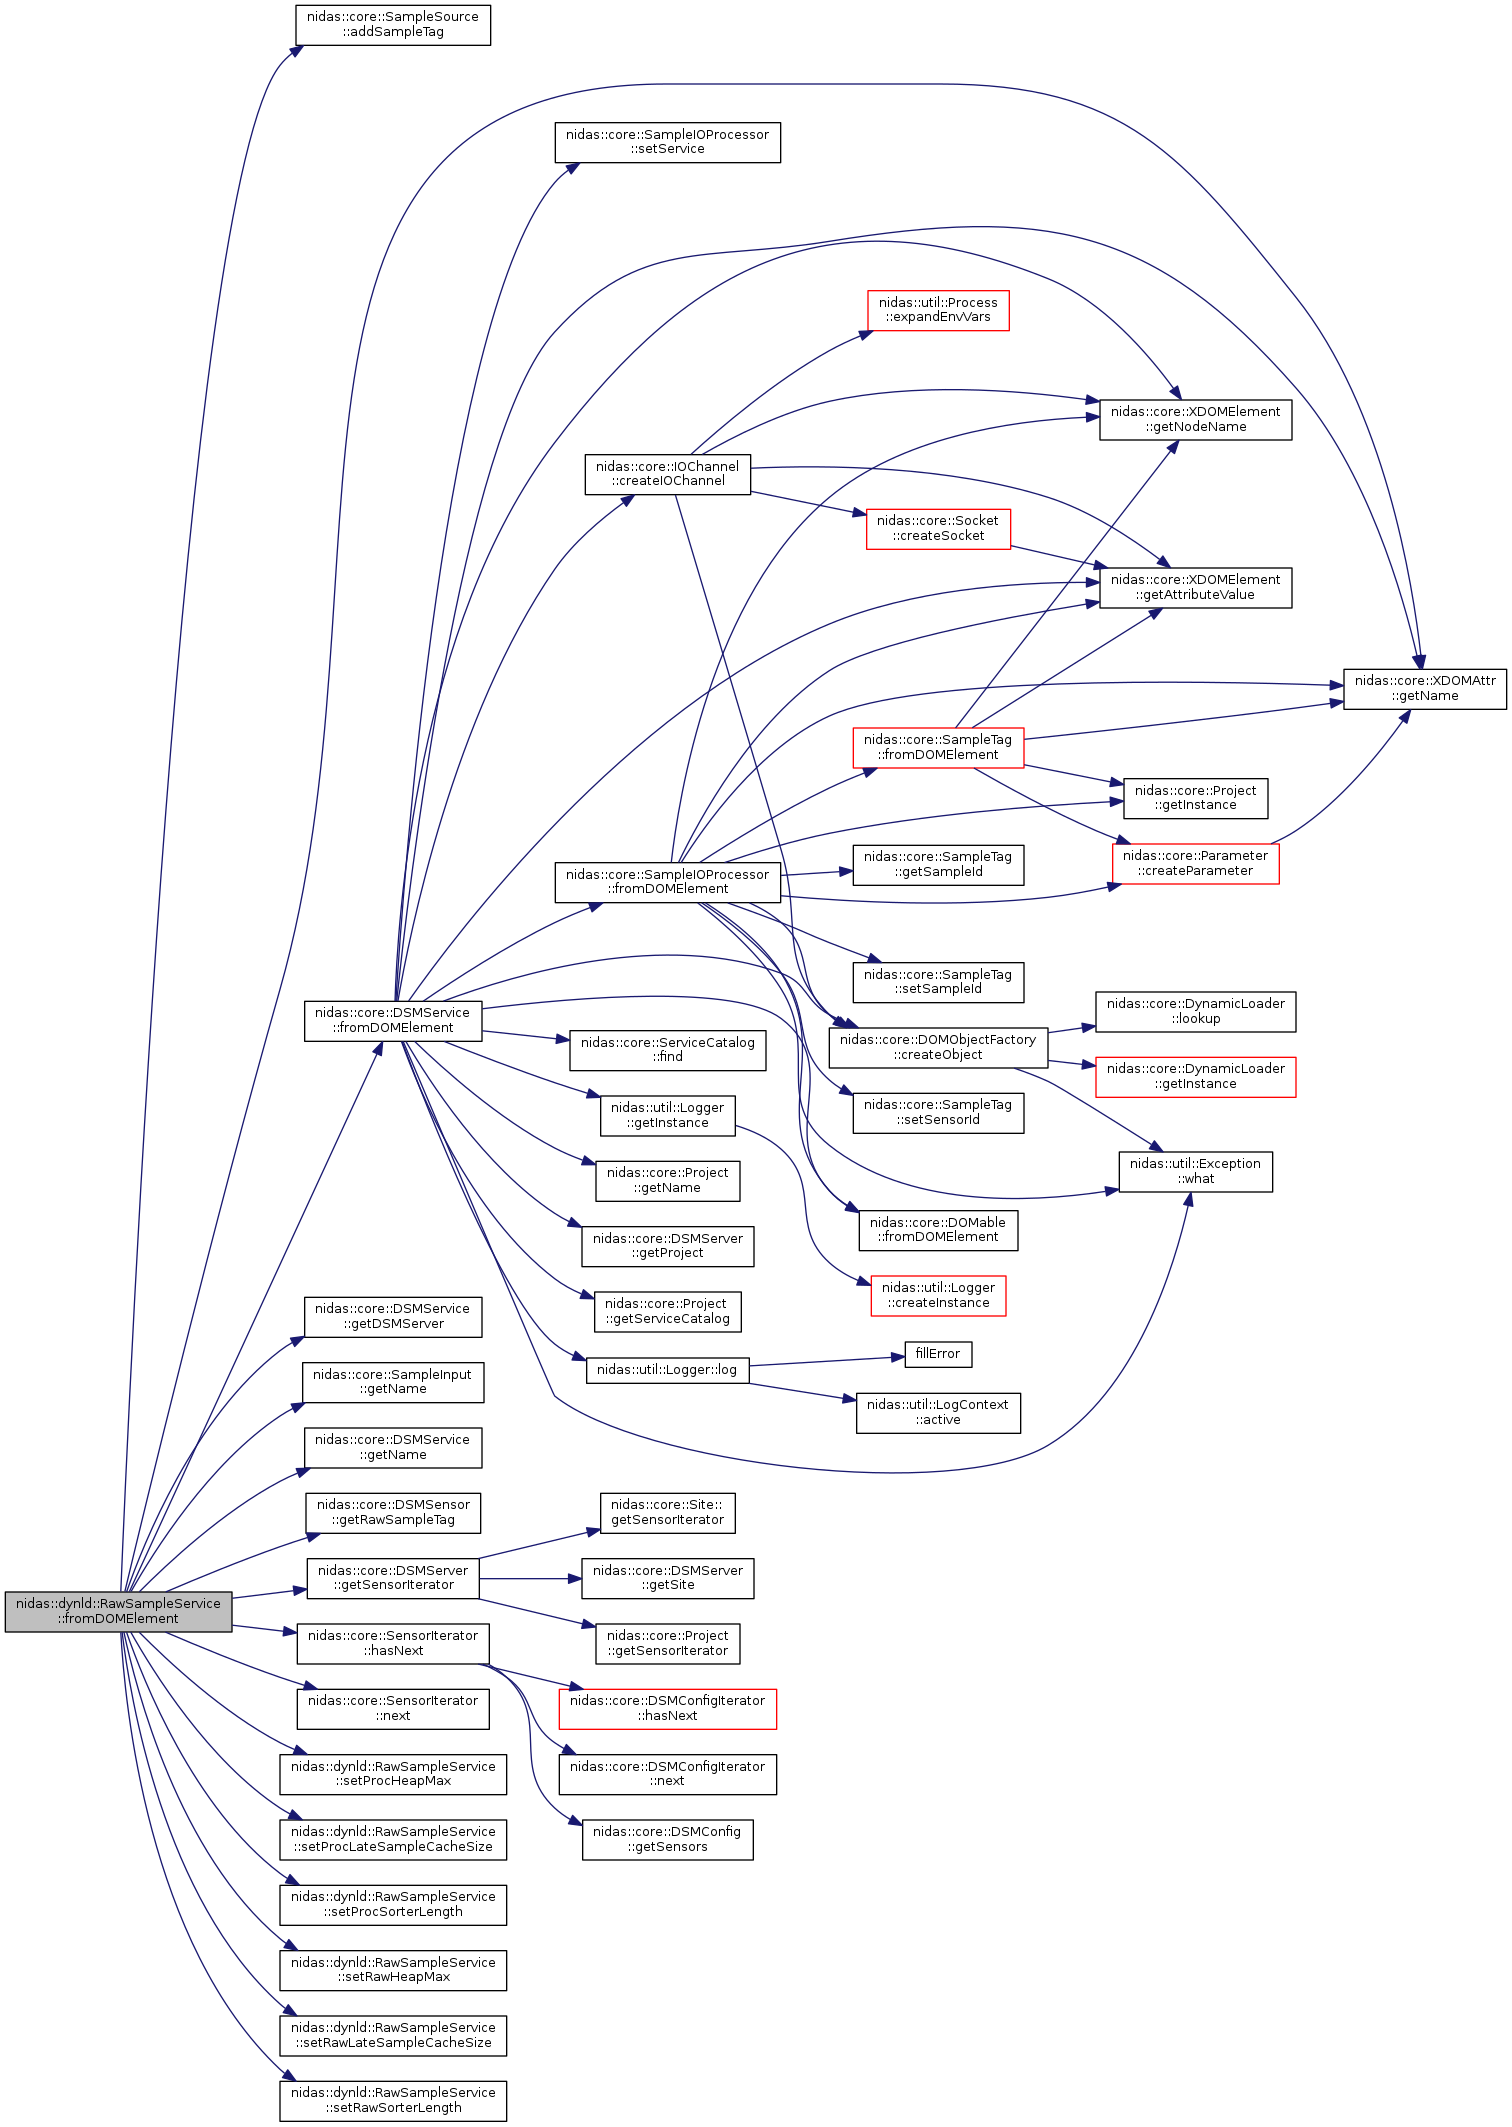 nidas::core::SampleSource
::addSampleTag
nidas::core::SampleIOProcessor
::setService
nidas::util::Process
::expandEnvVars
nidas::core::XDOMElement
::getNodeName
nidas::core::IOChannel
::createIOChannel
nidas::core::Socket
::createSocket
nidas::core::XDOMElement
::getAttributeValue
nidas::core::XDOMAttr
::getName
nidas::core::SampleTag
::fromDOMElement
nidas::core::Project
::getInstance
nidas::core::SampleTag
::getSampleId
nidas::core::Parameter
::createParameter
nidas::core::SampleIOProcessor
::fromDOMElement
nidas::core::SampleTag
::setSampleId
nidas::core::DSMService
::fromDOMElement
nidas::core::DynamicLoader
::lookup
nidas::core::ServiceCatalog
::find
nidas::core::DOMObjectFactory
::createObject
nidas::core::DynamicLoader
::getInstance
nidas::util::Logger
::getInstance
nidas::core::SampleTag
::setSensorId
nidas::core::Project
::getName
nidas::util::Exception
::what
nidas::core::DSMServer
::getProject
nidas::core::DOMable
::fromDOMElement
nidas::core::Project
::getServiceCatalog
nidas::util::Logger
::createInstance
nidas::core::DSMService
::getDSMServer
nidas::util::Logger::log
fillError
nidas::util::LogContext
::active
nidas::core::SampleInput
::getName
nidas::core::DSMService
::getName
nidas::core::DSMSensor
::getRawSampleTag
nidas::core::Site::
getSensorIterator
nidas::core::DSMServer
::getSensorIterator
nidas::core::DSMServer
::getSite
nidas::dynld::RawSampleService
::fromDOMElement
nidas::core::SensorIterator
::hasNext
nidas::core::Project
::getSensorIterator
nidas::core::SensorIterator
::next
nidas::core::DSMConfigIterator
::hasNext
nidas::dynld::RawSampleService
::setProcHeapMax
nidas::core::DSMConfigIterator
::next
nidas::dynld::RawSampleService
::setProcLateSampleCacheSize
nidas::core::DSMConfig
::getSensors
nidas::dynld::RawSampleService
::setProcSorterLength
nidas::dynld::RawSampleService
::setRawHeapMax
nidas::dynld::RawSampleService
::setRawLateSampleCacheSize
nidas::dynld::RawSampleService
::setRawSorterLength